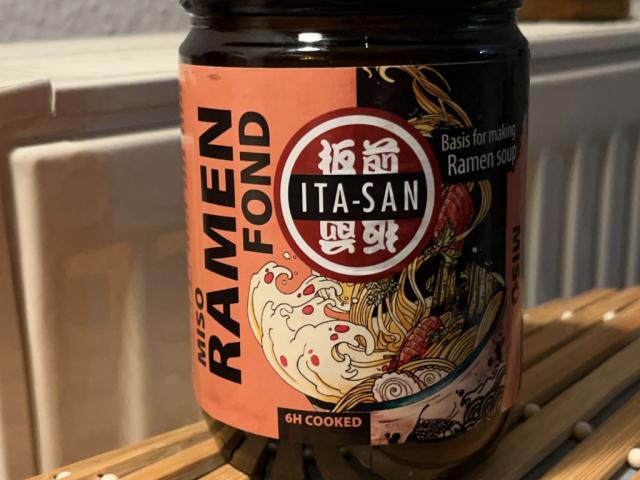 MISO
RAMEN
FOND
ITA-SAN
Basis for making
Ramen soup
MISO
6H COOKED